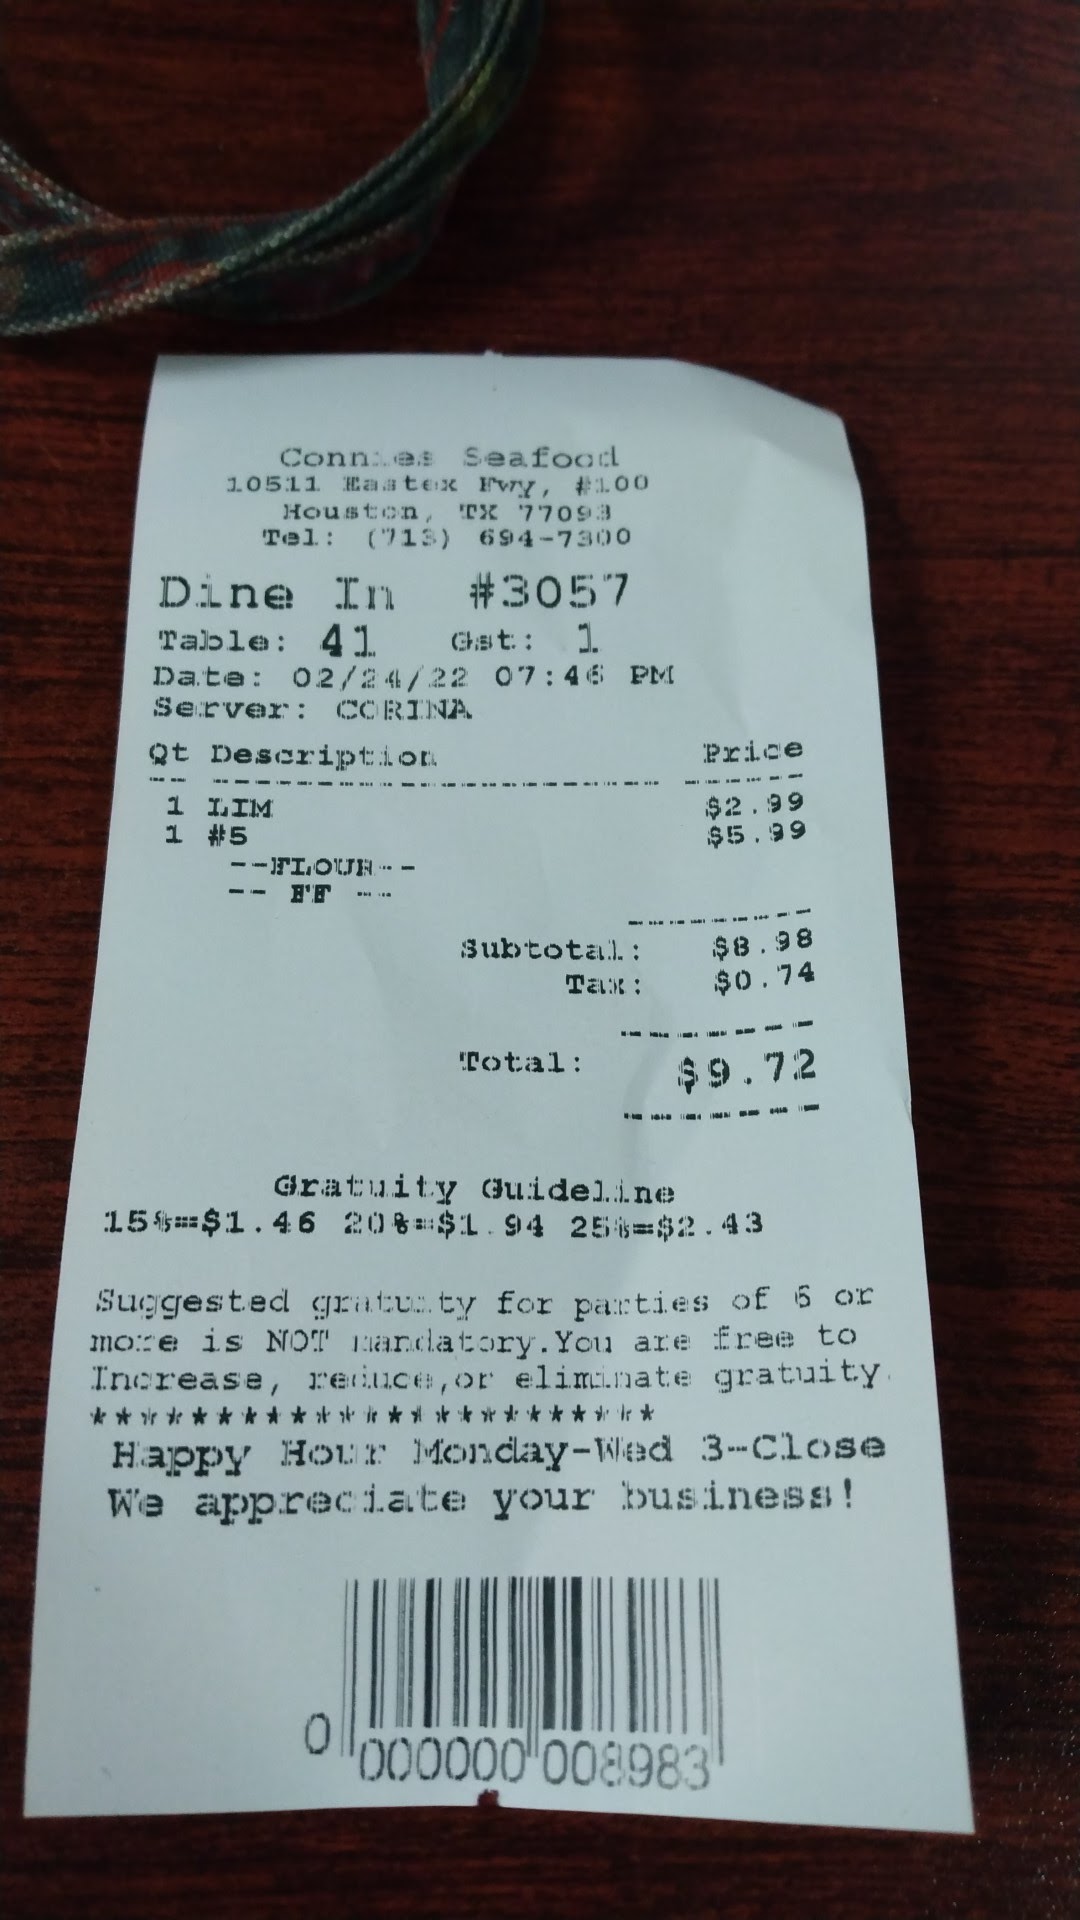 Connies Seafood
10511 Eastex Fwy, #100
Houston, TX 77093
Tel: (713) 694-7300
Dine In #3057
Table: 41 Gst: 1
Date: 02/24/22 07:46 PM
Server: CORINA
Qt Description Price
1 LIM $2.99
1 #5 $5.99
--FLOUR--
-- FF --
Subtotal: $8.98
Tax: $0.74
Total: $9.72
Gratuity Guideline
15%=$1.46 20%=$1.94 25%=$2.43
Suggested gratuity for parties of 6 or
more is NOT mandatory.You are free to
Increase, reduce,or eliminate gratuity.
***********************
Happy Hour Monday-Wed 3-Close
We appreciate your business!
0 000000 008983